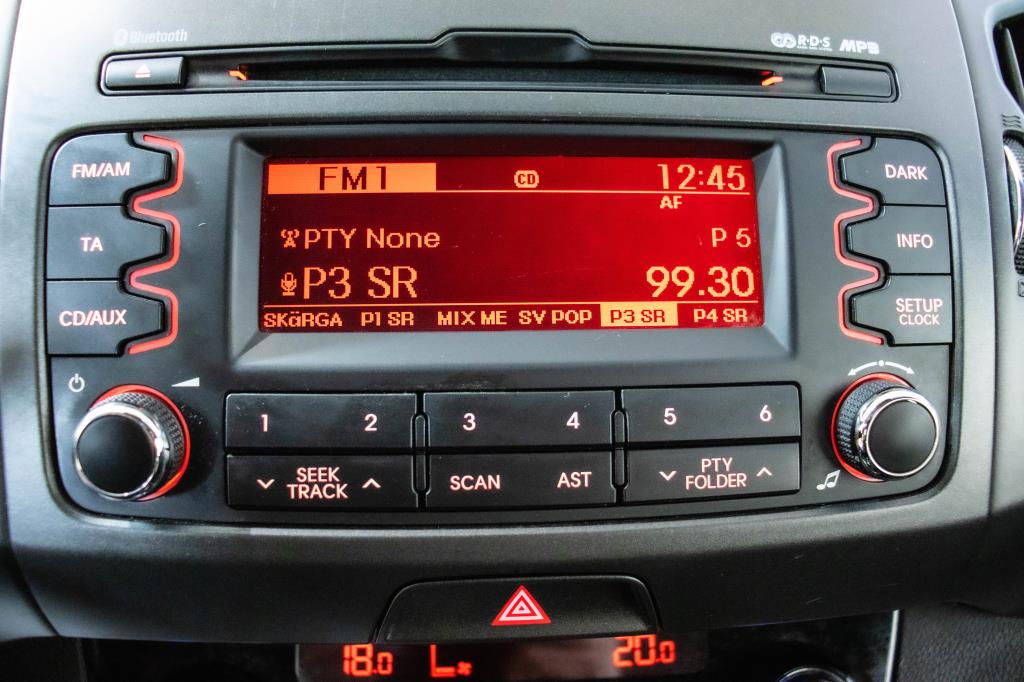 Bluetooth
R·D·S MP3
FM/AM
TA
CD/AUX
FM1 CD 12:45
AF
PTY None P 5
P3 SR 99.30
SKäRGA P1 SR MIX ME SV POP P3 SR P4 SR
DARK
INFO
SETUP
CLOCK
1 2 3 4 5 6
SEEK
TRACK
SCAN AST
PTY
FOLDER
18.0 20.0